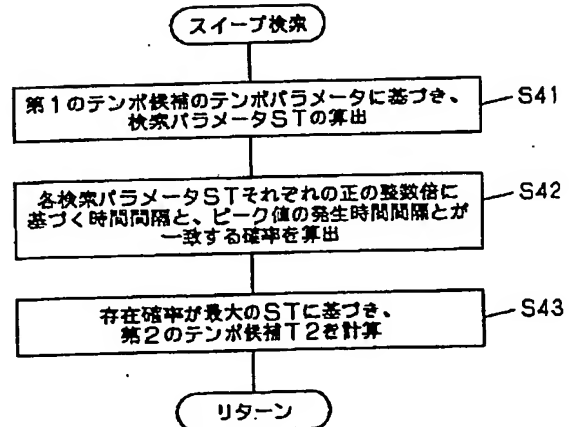 スイープ検索
第1のテンポ候補のテンポパラメータに基づき、
検索パラメータSTの算出
S41
各検索パラメータSTそれぞれの正の整数倍に
基づく時間間隔と、ピーク値の発生時間間隔とが
一致する確率を算出
S42
存在確率が最大のSTに基づき、
第2のテンポ候補T2を計算
S43
リターン